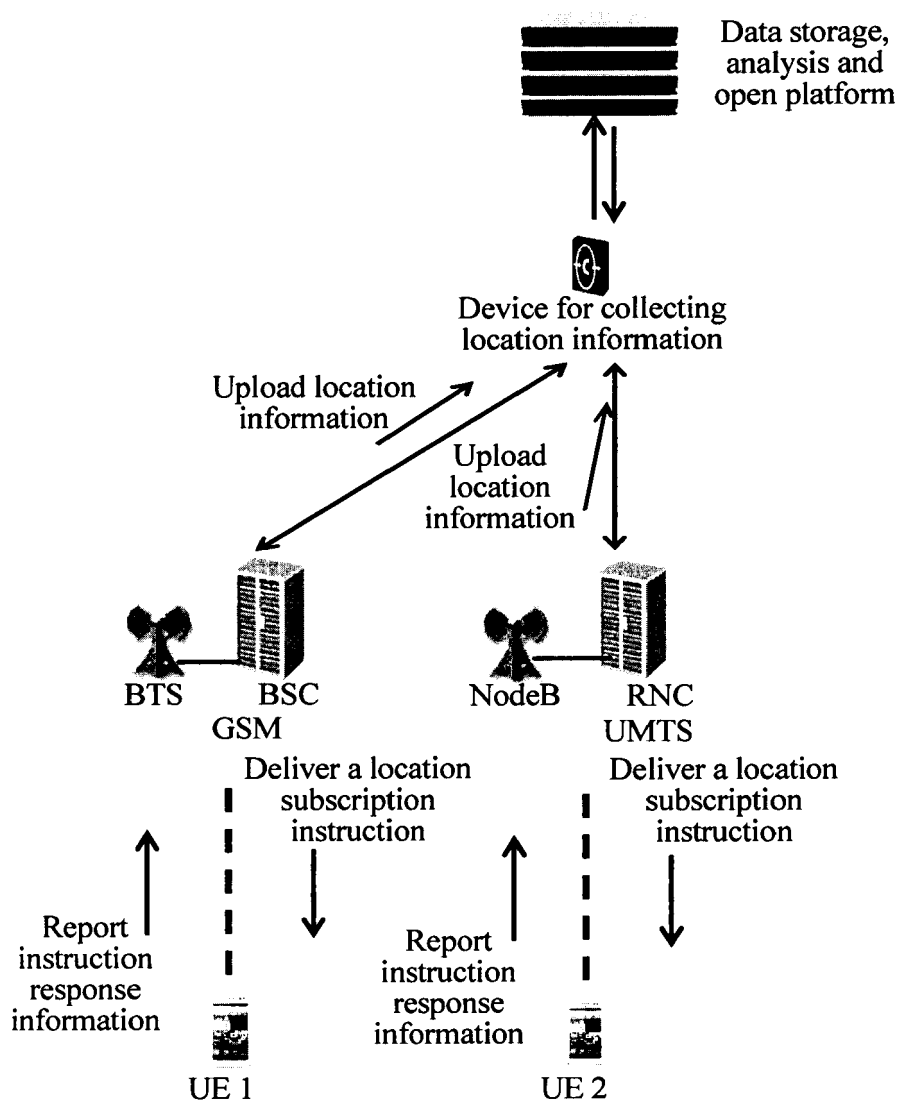 Data storage,
analysis and
open platform
Device for collecting
location information
Upload location
information
Upload
location
information
BTS
BSC
GSM
NodeB
RNC
UMTS
Deliver a location
subscription
instruction
Deliver a location
subscription
instruction
Report
instruction
response
information
Report
instruction
response
information
UE 1
UE 2